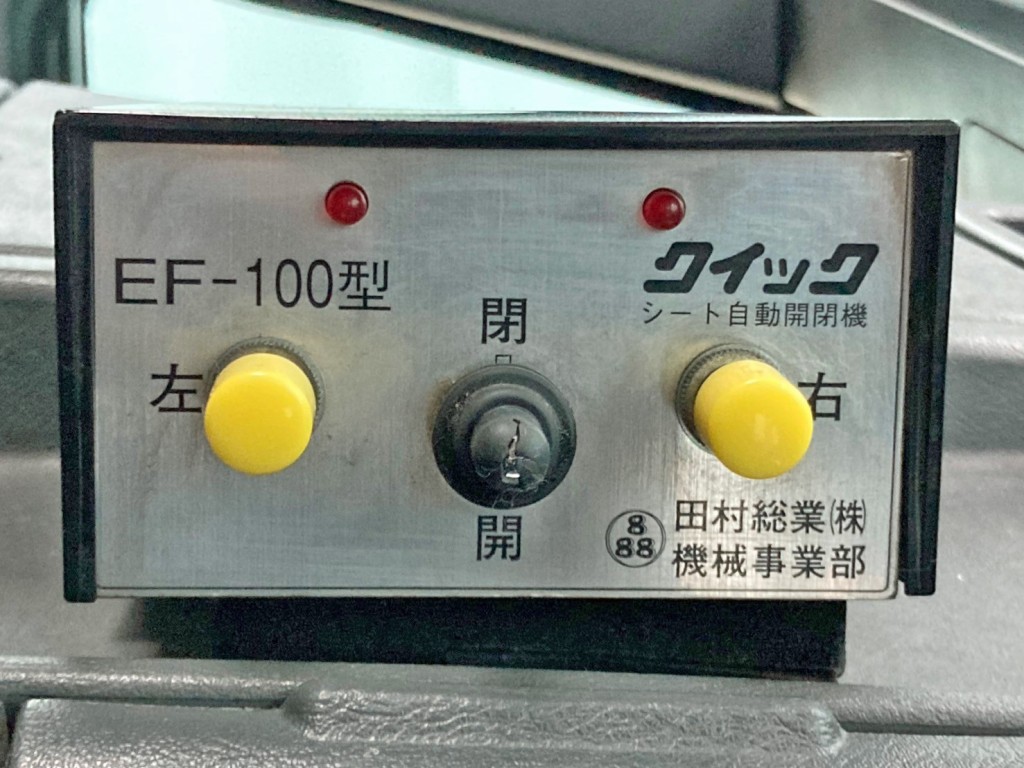 EF-100型
クイック
シート自動開閉機
閉
左
右
開
8
88
田村総業(株)
機械事業部